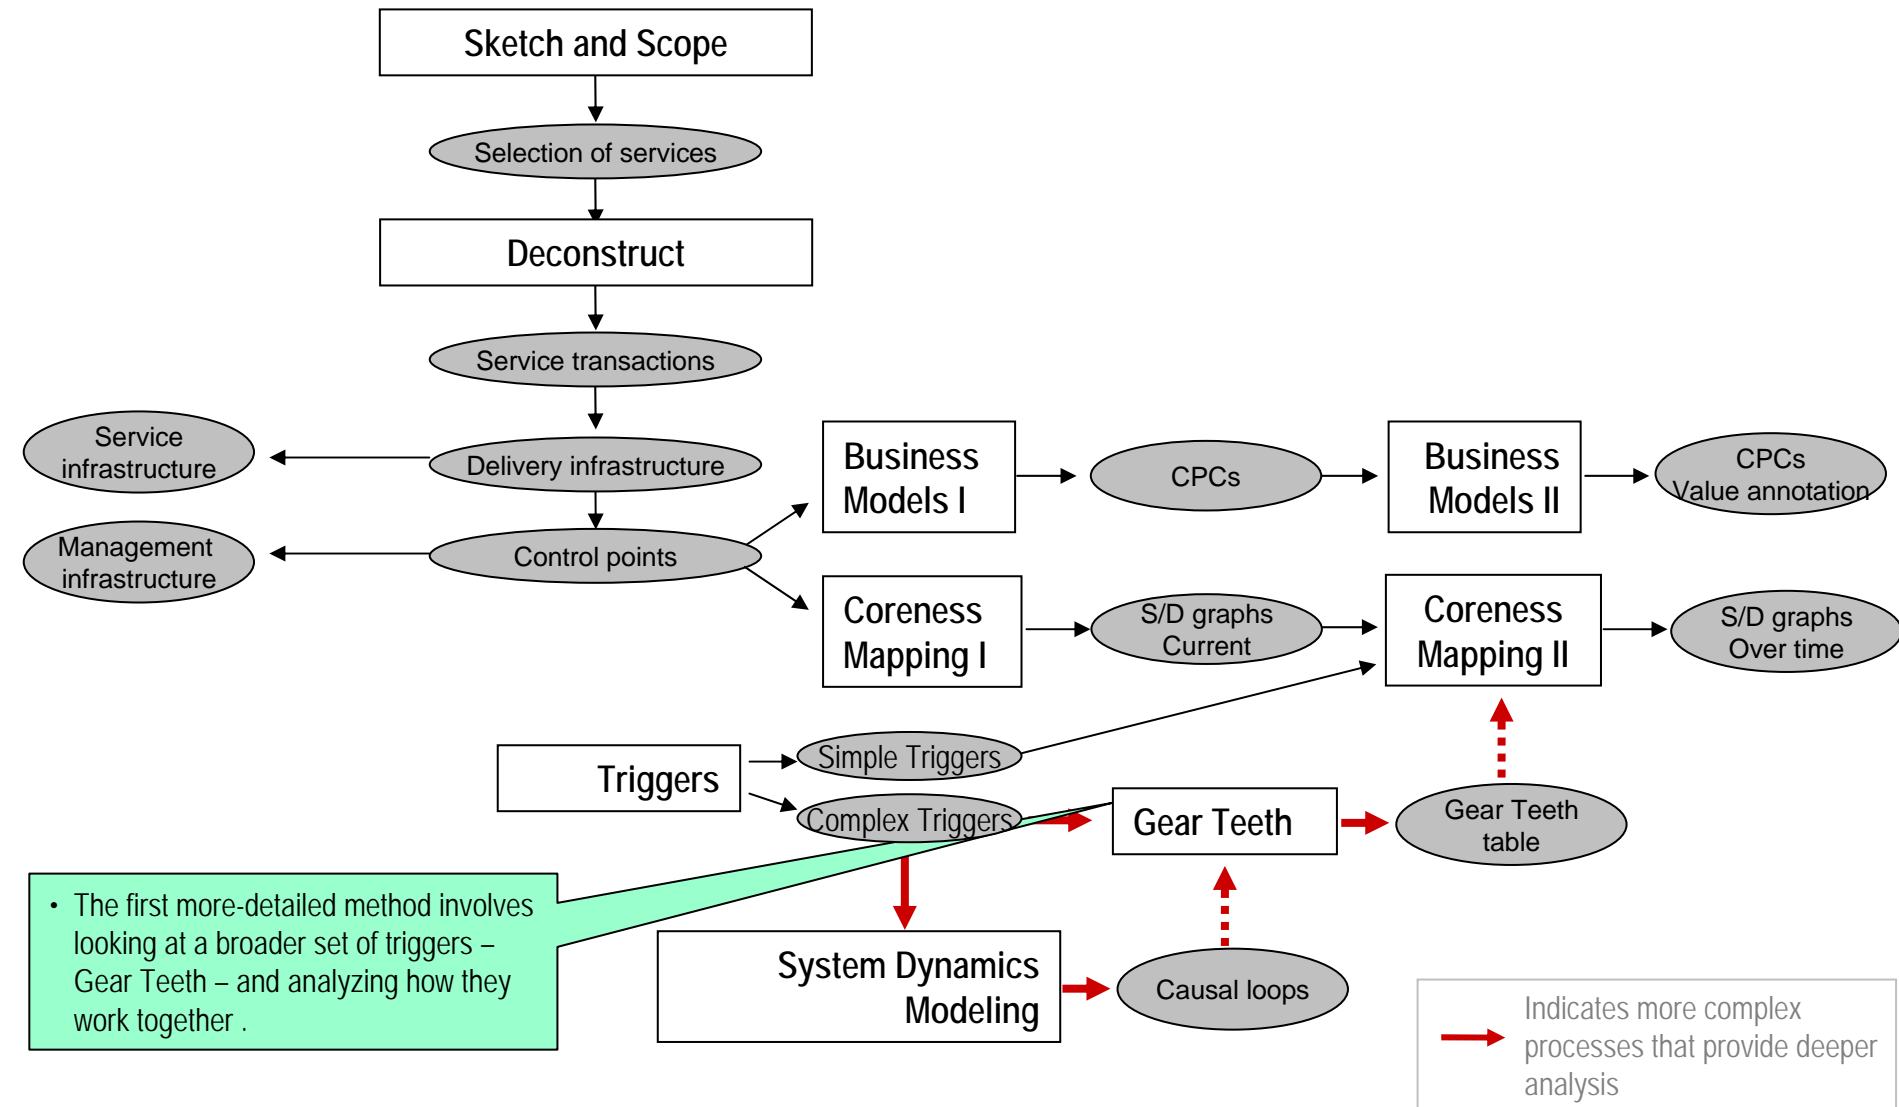 Sketch and Scope
Selection of services
Deconstruct
Service transactions
Service
infrastructure
Delivery infrastructure
Business
Models I
CPCs
Business
Models II
CPCs
Value annotation
Management
infrastructure
Control points
Coreness
Mapping I
S/D graphs
Current
Coreness
Mapping II
S/D graphs
Over time
Triggers
Simple Triggers
Complex Triggers
Gear Teeth
Gear Teeth
table
• The first more-detailed method involves
looking at a broader set of triggers –
Gear Teeth – and analyzing how they
work together .
System Dynamics
Modeling
Causal loops
Indicates more complex
processes that provide deeper
analysis